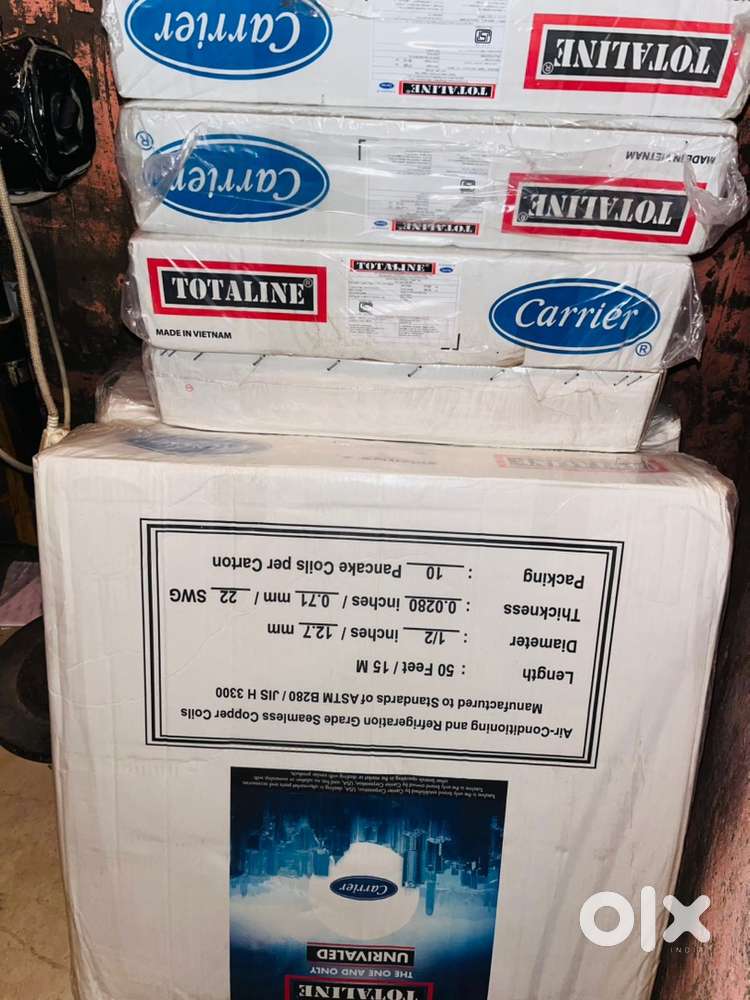 Carrier
TOTALINE
TOTALINE
Carrier
MADE IN VIETNAM
TOTALINE
TOTALINE
TOTALINE
TOTALINE
Carrier
MADE IN VIETNAM
Air-Conditioning and Refrigeration Grade Seamless Copper Coils
Manufactured to Standards of ASTM B280 / JIS H 3300
Length : 50 Feet / 15 M
Diameter : 1/2 inches / 12.7 mm
Thickness : 0.0280 inches / 0.71 mm / 22 SWG
Packing : 10 Pancake Coils per Carton
TOTALINE
THE ONE AND ONLY
UNRIVALED
Carrier
olx
INDIA